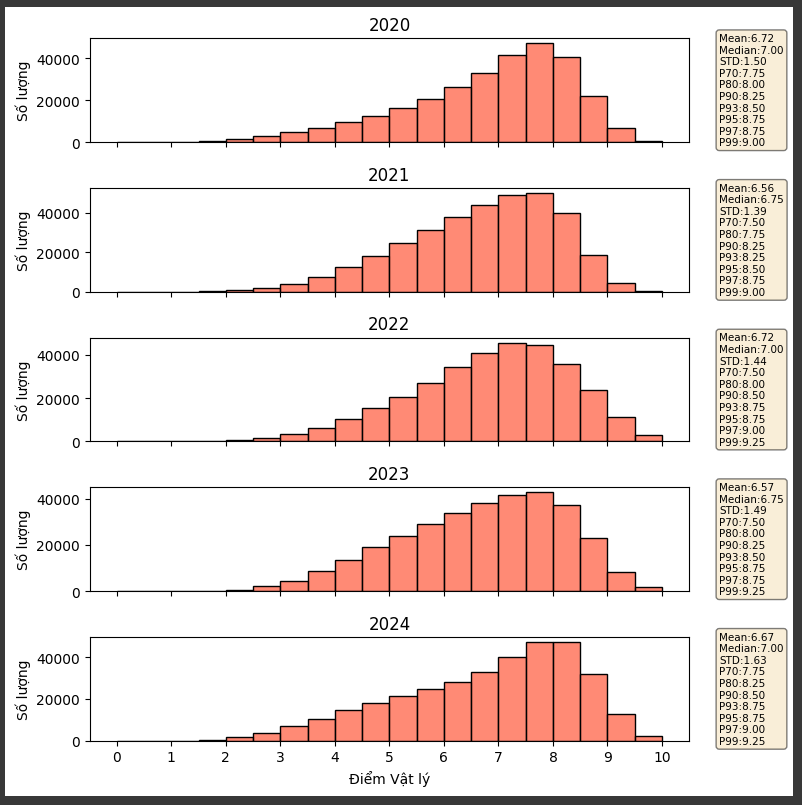 2020
Số lượng
40000
20000
0
Mean:6.72
Median:7.00
STD:1.50
P70:7.75
P80:8.00
P90:8.25
P93:8.50
P95:8.75
P97:8.75
P99:9.00
2021
Số lượng
40000
20000
0
Mean:6.56
Median:6.75
STD:1.39
P70:7.50
P80:7.75
P90:8.25
P93:8.25
P95:8.50
P97:8.75
P99:9.00
2022
Số lượng
40000
20000
0
Mean:6.72
Median:7.00
STD:1.44
P70:7.50
P80:8.00
P90:8.50
P93:8.75
P95:8.75
P97:9.00
P99:9.25
2023
Số lượng
40000
20000
0
Mean:6.57
Median:6.75
STD:1.49
P70:7.50
P80:8.00
P90:8.25
P93:8.50
P95:8.75
P97:8.75
P99:9.25
2024
Số lượng
40000
20000
0
Mean:6.67
Median:7.00
STD:1.63
P70:7.75
P80:8.25
P90:8.50
P93:8.75
P95:8.75
P97:9.00
P99:9.25
0 1 2 3 4 5 6 7 8 9 10
Điểm Vật lý